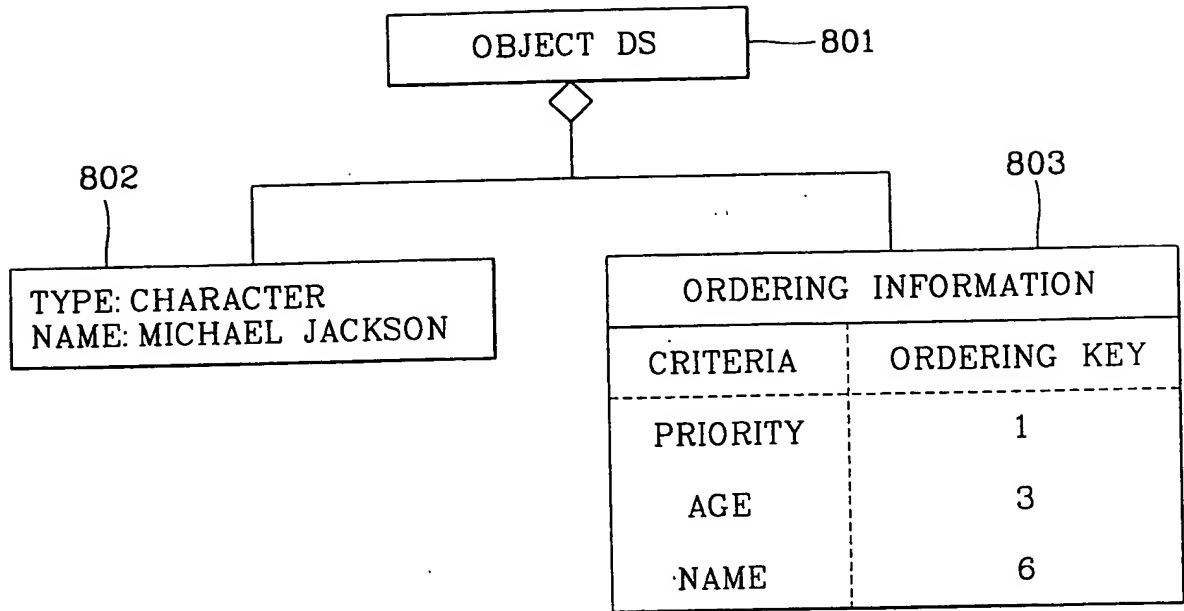 OBJECT DS
801
802
803
TYPE: CHARACTER
NAME: MICHAEL JACKSON
ORDERING INFORMATION
CRITERIA ORDERING KEY
PRIORITY 1
AGE 3
NAME 6